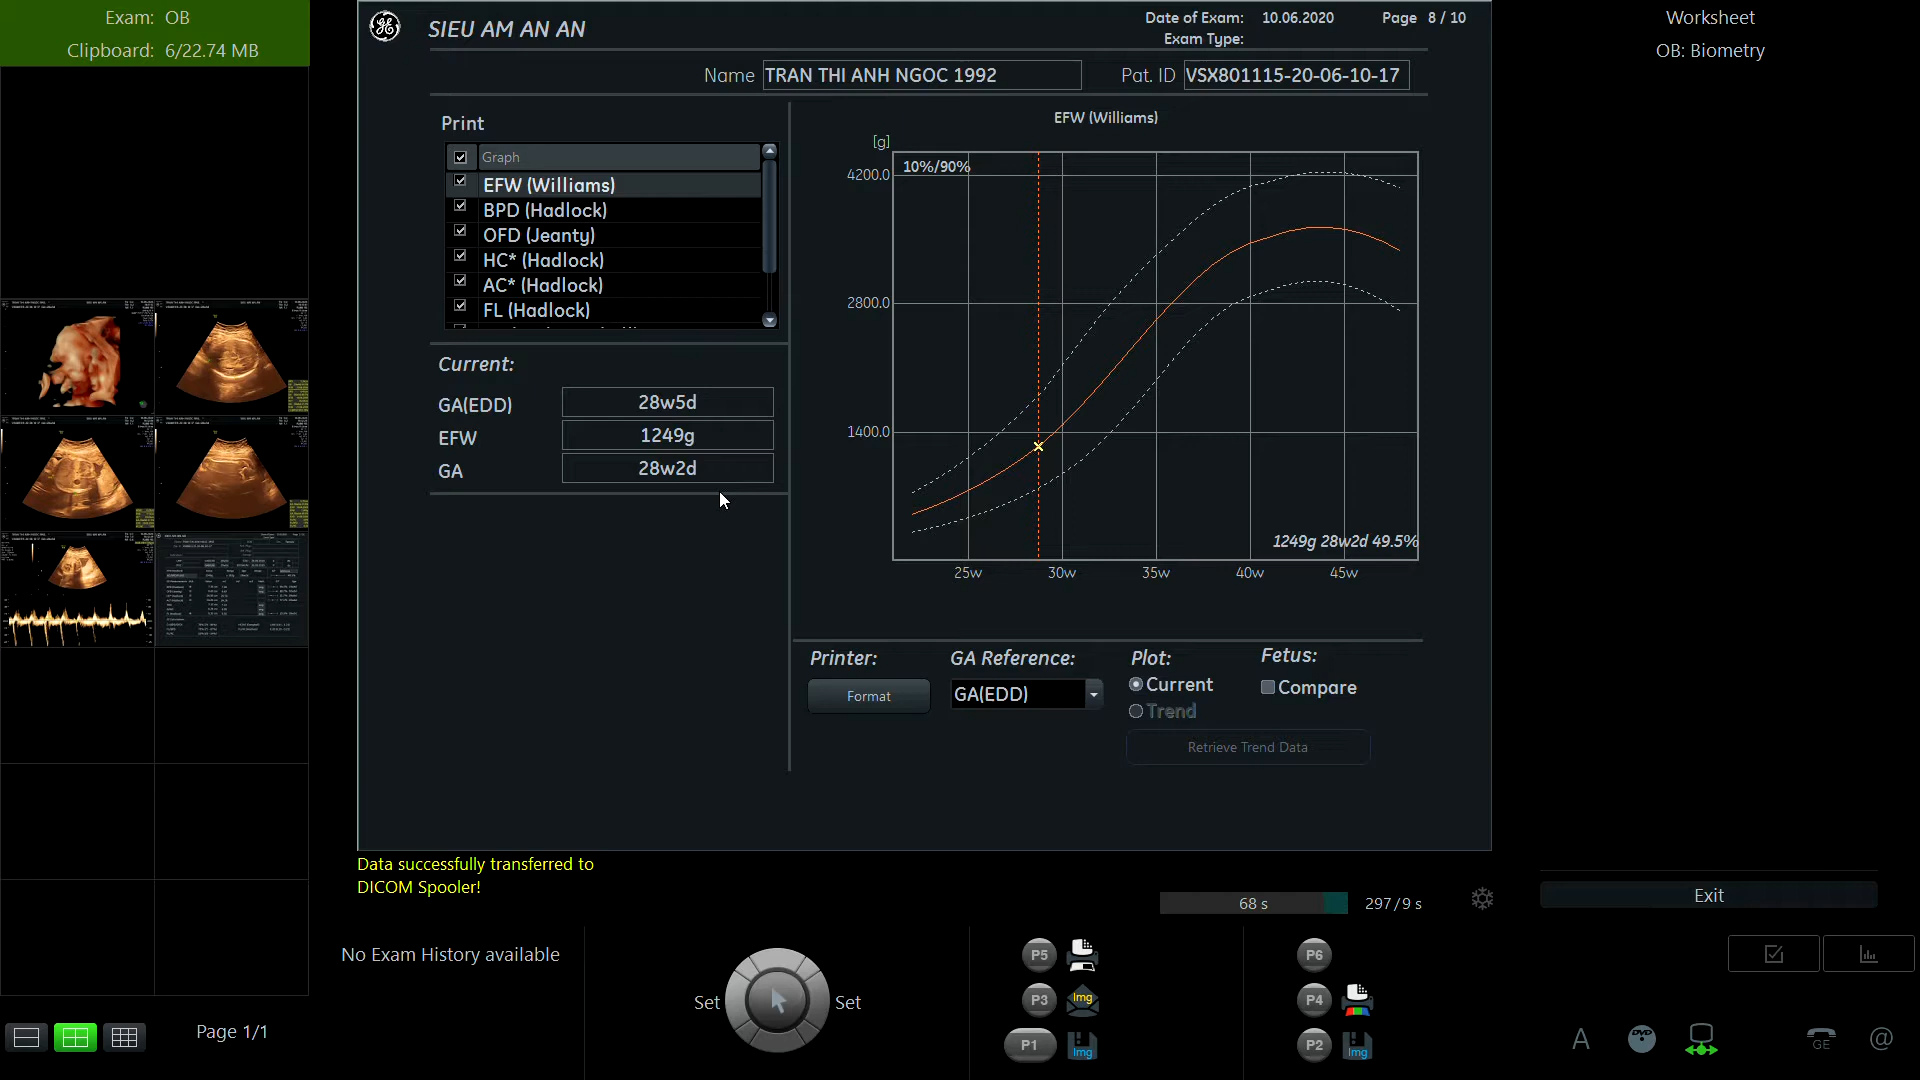 Exam: OB
Clipboard: 6/22.74 MB
SIEU AM AN AN
Date of Exam: 10.06.2020 Page 8 / 10
Exam Type:
Name TRAN THI ANH NGOC 1992 Pat. ID VSX801115-20-06-10-17
Worksheet
OB: Biometry
Print
Graph
EFW (Williams)
BPD (Hadlock)
OFD (Jeanty)
HC* (Hadlock)
AC* (Hadlock)
FL (Hadlock)
Current:
GA(EDD) 28w5d
EFW 1249g
GA 28w2d
EFW (Williams)
[g]
10%/90%
4200.0
2800.0
1400.0
1249g 28w2d 49.5%
25w 30w 35w 40w 45w
Printer: GA Reference: Plot: Fetus:
Format GA(EDD) Current Compare
Trend
Retrieve Trend Data
Data successfully transferred to
DICOM Spooler!
68 s 297/9 s
Exit
No Exam History available
Set Set
P5 P6
P3 Img P4
P1 Img P2 Img
Page 1/1
A DVD GE @